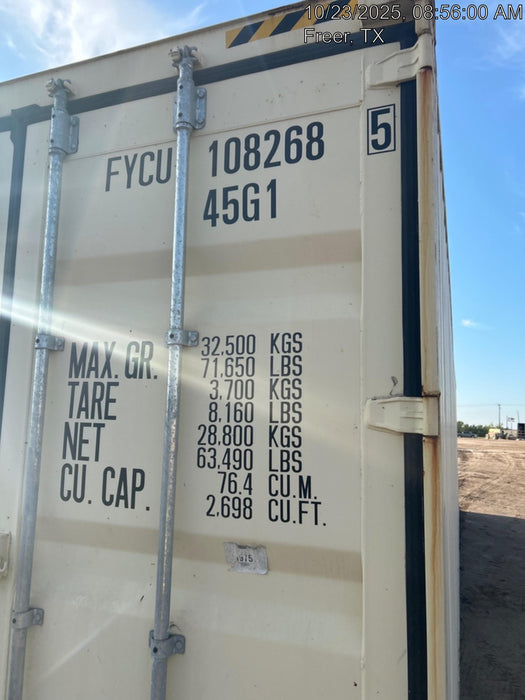 10/23/2025, 08:56:00 AM
Freer, TX
FYCU 108268 5
45G1
MAX. GR. 32,500 KGS
71,650 LBS
TARE 3,700 KGS
8,160 LBS
NET 28,800 KGS
63,490 LBS
CU. CAP. 76.4 CU.M.
2,698 CU.FT.